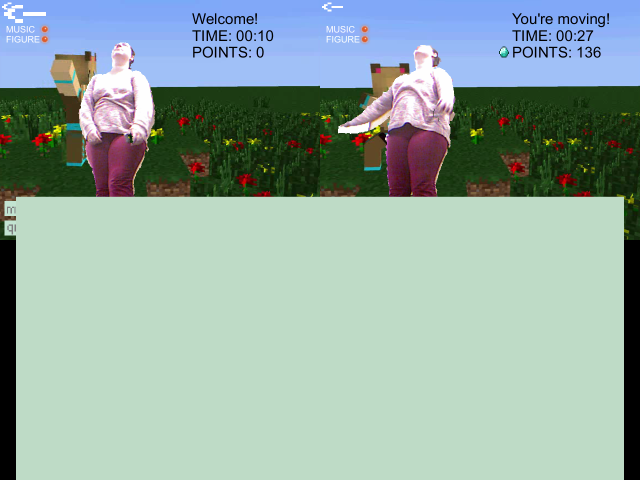 Welcome!
TIME: 00:10
POINTS: 0
MUSIC
FIGURE
You're moving!
TIME: 00:27
POINTS: 136
MUSIC
FIGURE